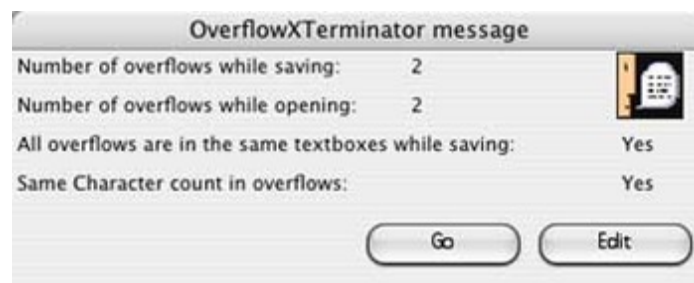 OverflowXTerminator message
Number of overflows while saving: 2
Number of overflows while opening: 2
All overflows are in the same textboxes while saving: Yes
Same Character count in overflows: Yes
Go Edit